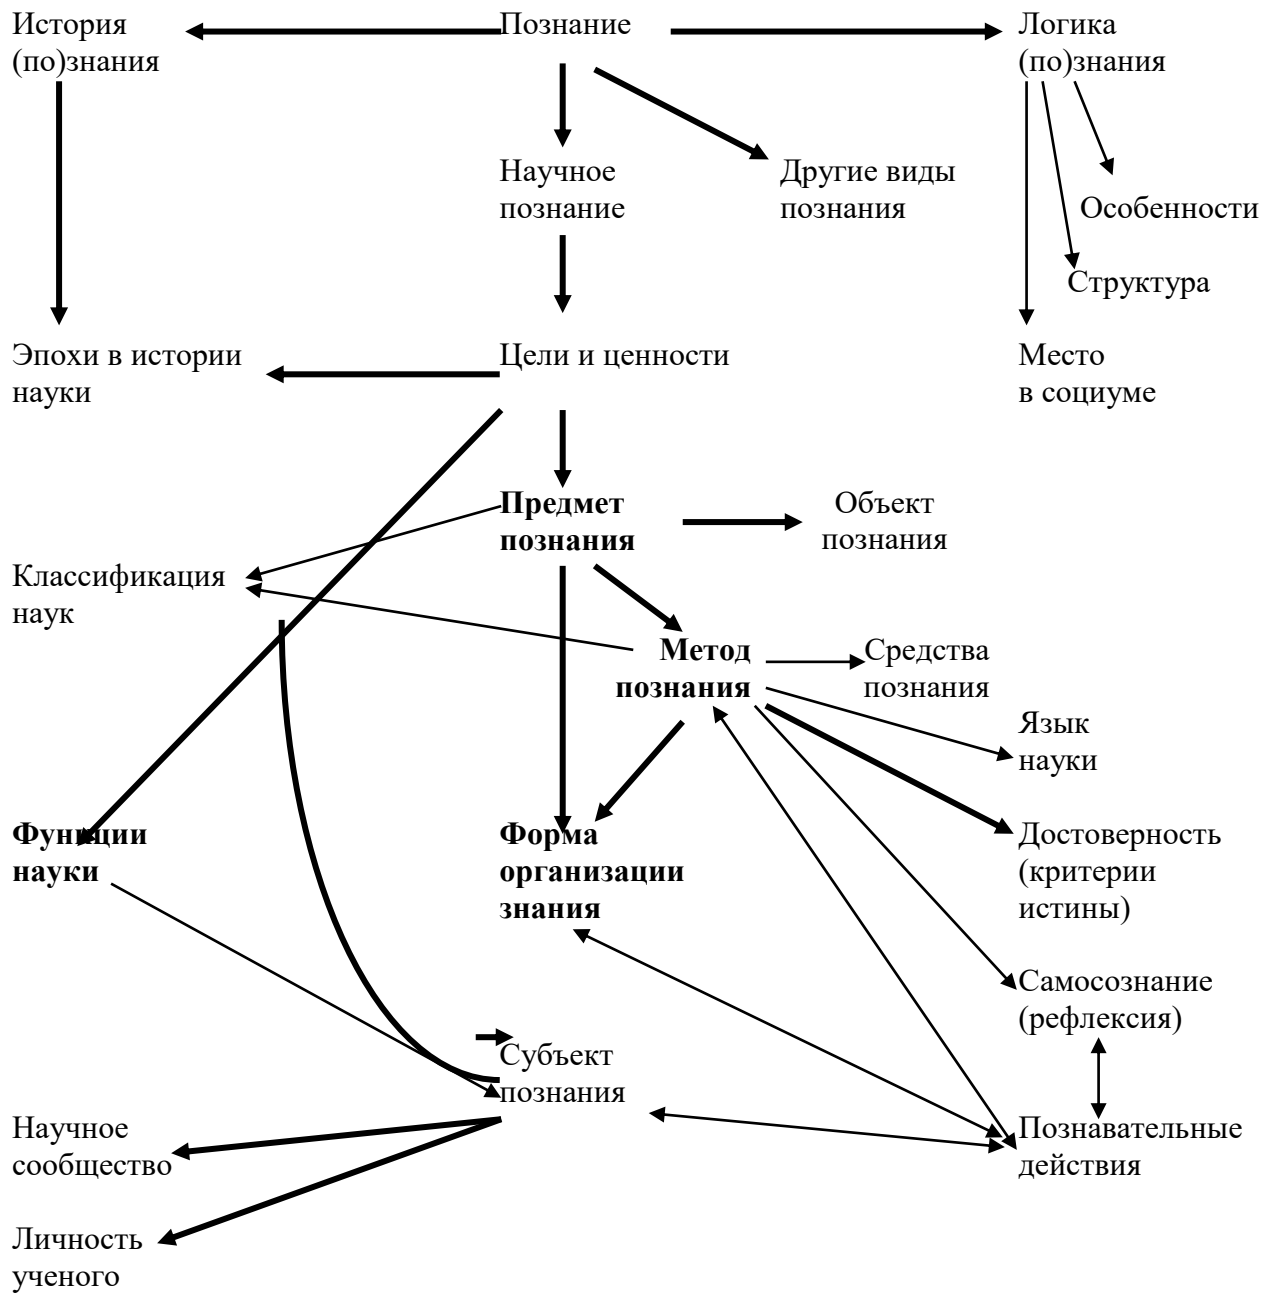 История
(по)знания
Познание
Логика
(по)знания
Научное
познание
Другие виды
познания
Особенности
Структура
Эпохи в истории
науки
Цели и ценности
Место
в социуме
Предмет
познания
Объект
познания
Классификация
наук
Метод
познания
Средства
познания
Язык
науки
Функции
науки
Форма
организации
знания
Достоверность
(критерии
истины)
Самосознание
(рефлексия)
Субъект
познания
Научное
сообщество
Познавательные
действия
Личность
ученого